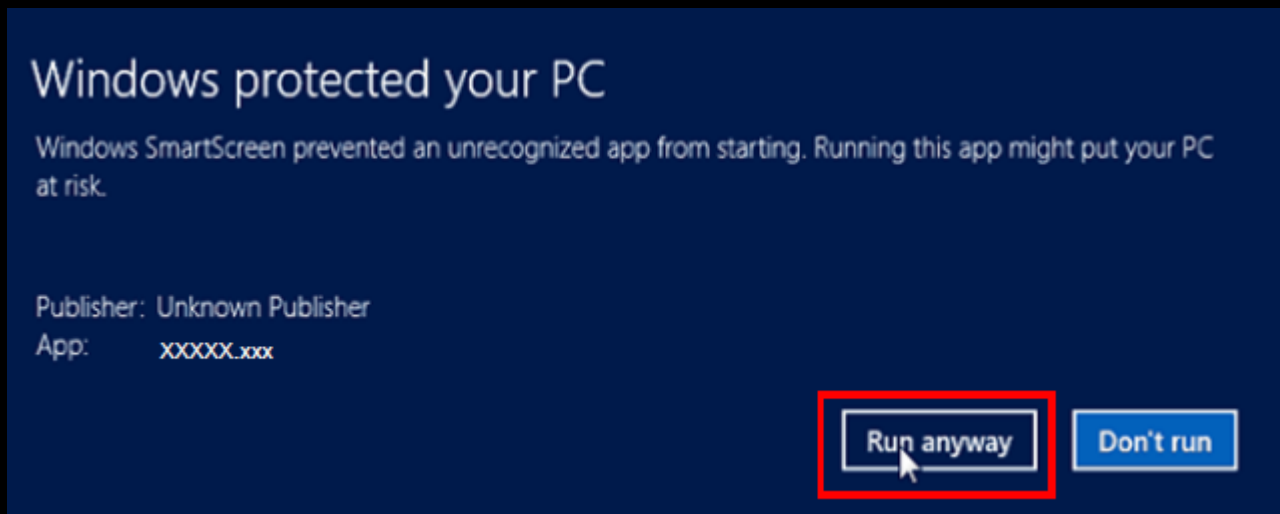 Windows protected your PC
Windows SmartScreen prevented an unrecognized app from starting. Running this app might put your PC
at risk.
Publisher: Unknown Publisher
App: XXXXX.xxx
Run anyway
Don't run